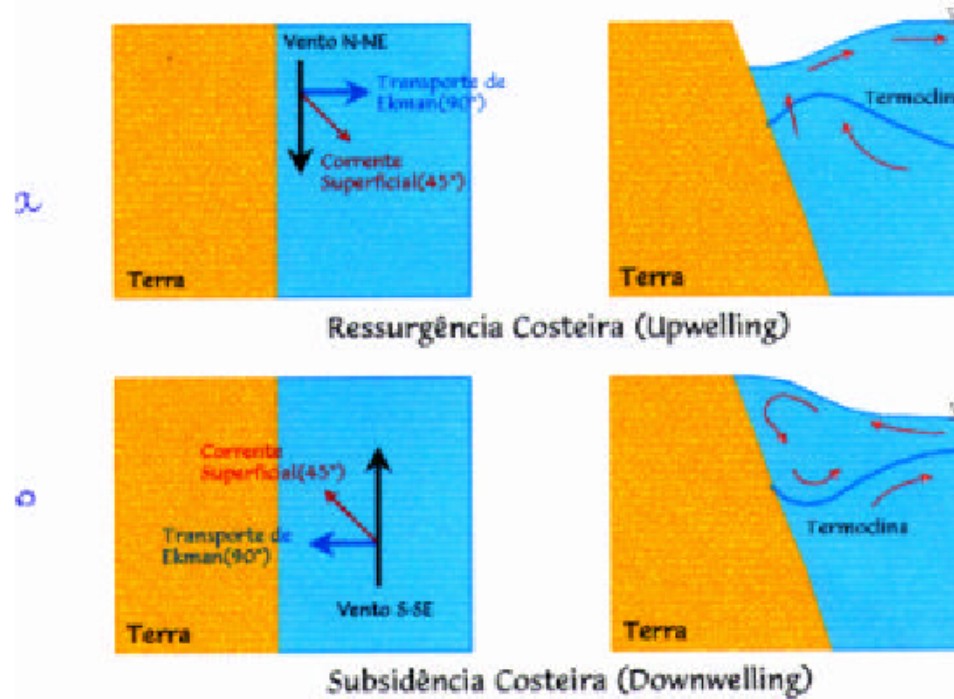 Vento N-NE
Transporte de
Ekman(90°)
Corrente
Superficial(45°)
Terra
Termoclin
Terra
a
Ressurgência Costeira (Upwelling)
Corrente
Superficial(45°)
Transporte de
Ekman(90°)
Vento S-SE
Terra
Termoclina
Terra
b
Subsidência Costeira (Downwelling)